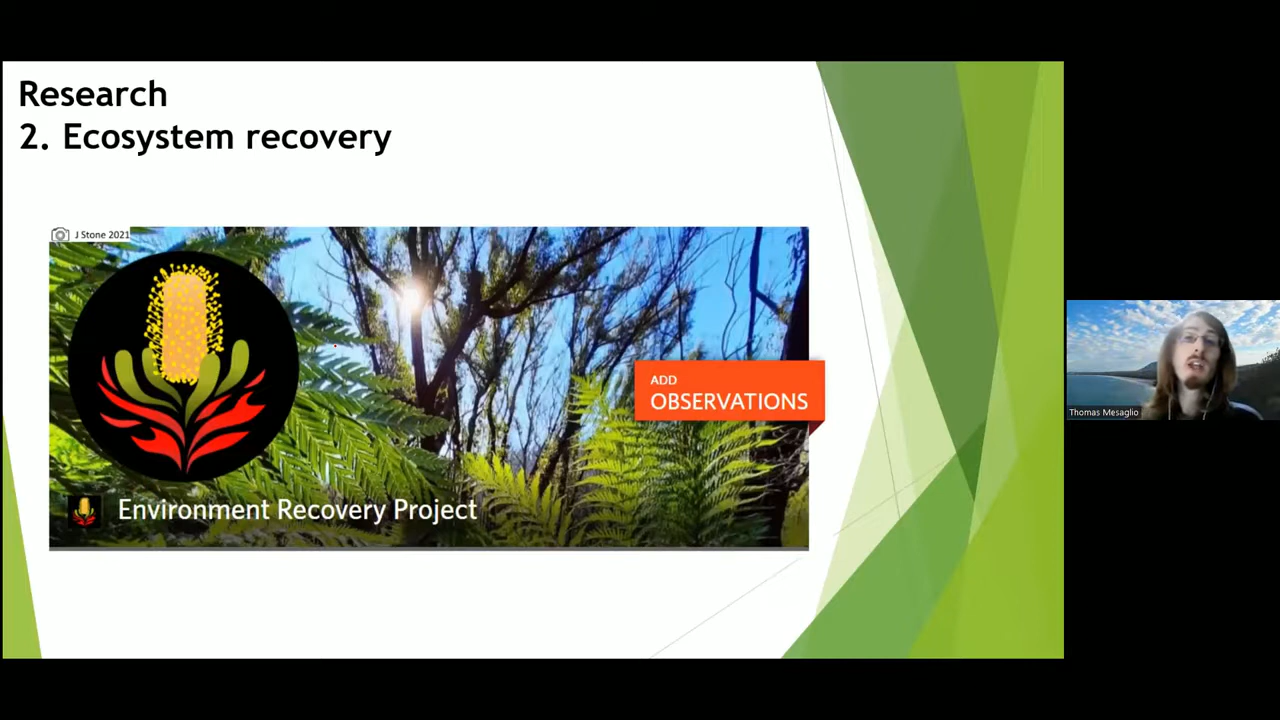 Research
2. Ecosystem recovery
J Stone 2021
ADD
OBSERVATIONS
Environment Recovery Project
Thomas Mesaglio